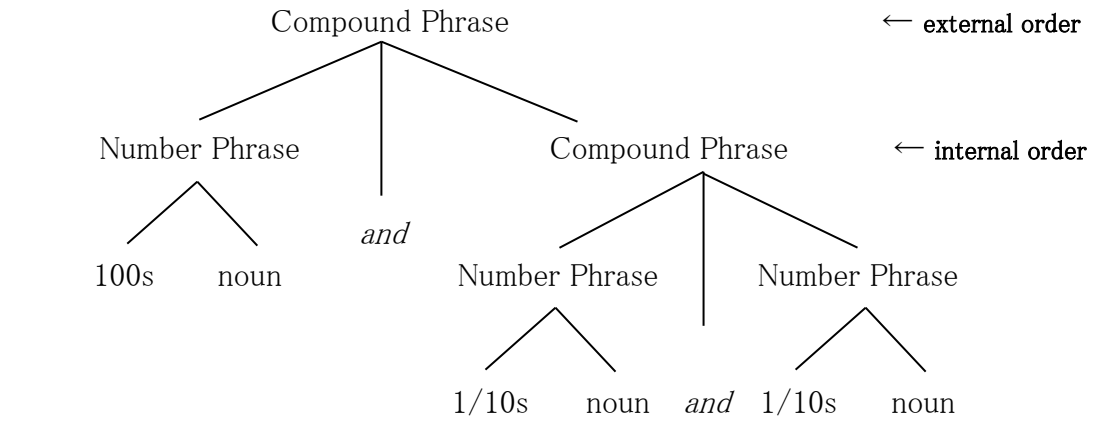 Compound Phrase ← external order
Number Phrase Compound Phrase ← internal order
and
100s noun Number Phrase Number Phrase
1/10s noun and 1/10s noun